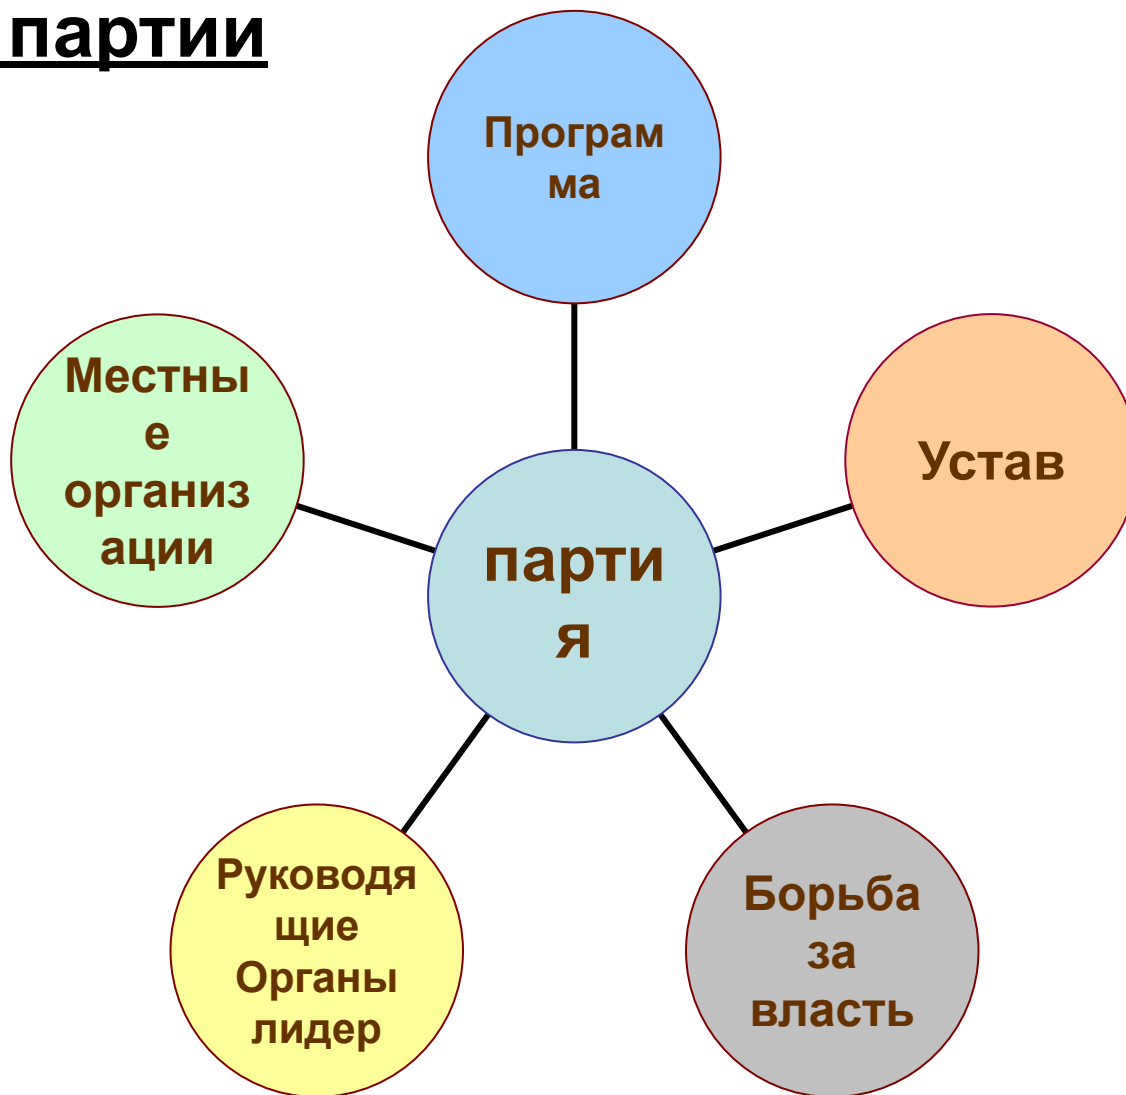 партии
Програм
ма
Местны
е
организ
ации
Устав
парти
я
Руководя
щие
Органы
лидер
Борьба
за
власть